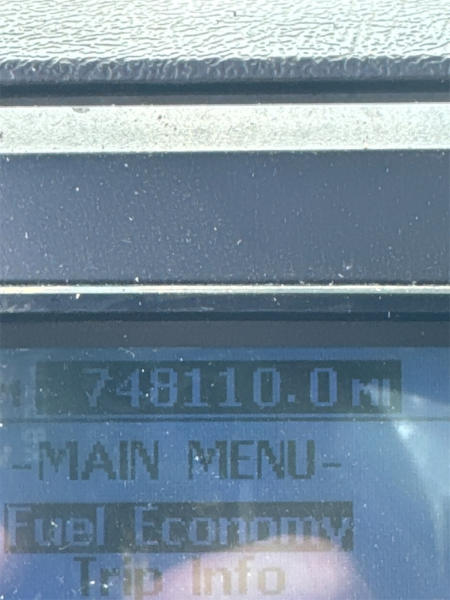 748110.0 MI
-MAIN MENU-
Fuel Economy
Trip Info